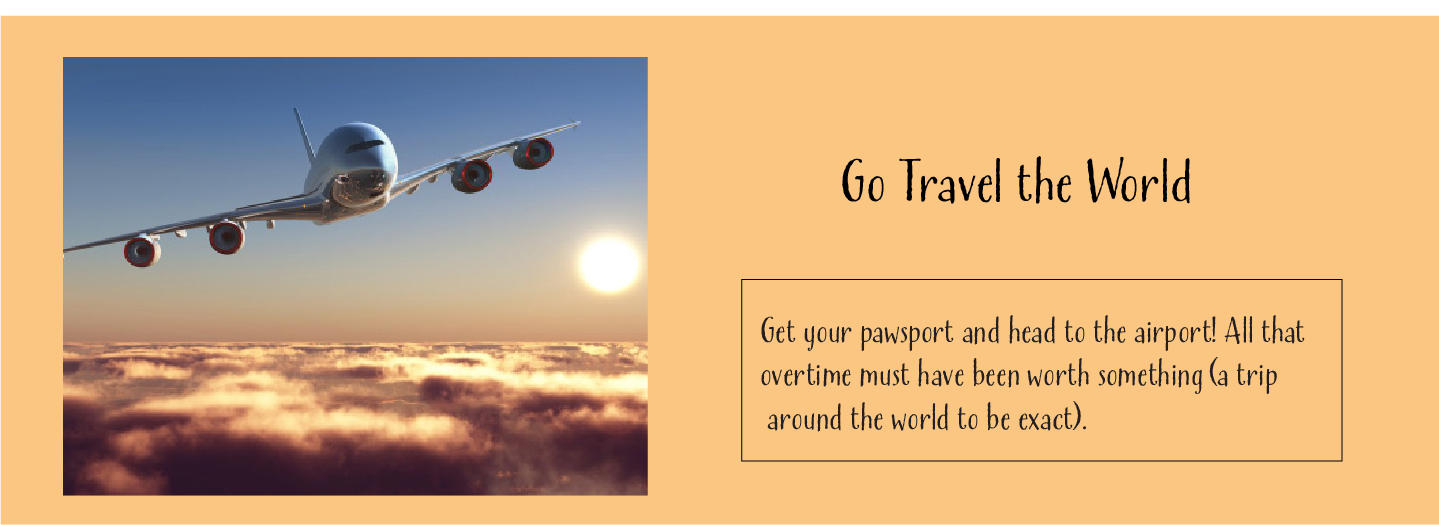 Go Travel the World
Get your pawsport and head to the airport! All that
overtime must have been worth something (a trip
around the world to be exact).